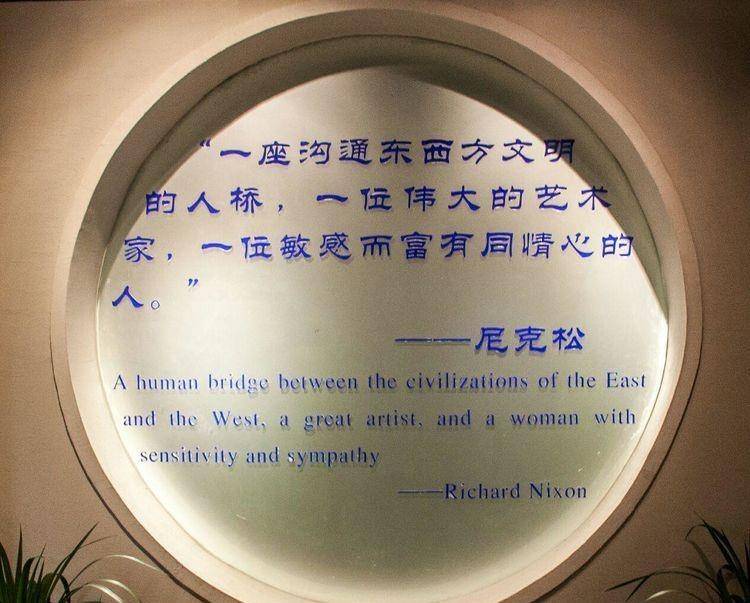 “一座沟通东西方文明
的人桥，一位伟大的艺术
家，一位敏感而富有同情心的
人。”
——尼克松
A human bridge between the civilizations of the East
and the West, a great artist, and a woman with
sensitivity and sympathy
——Richard Nixon